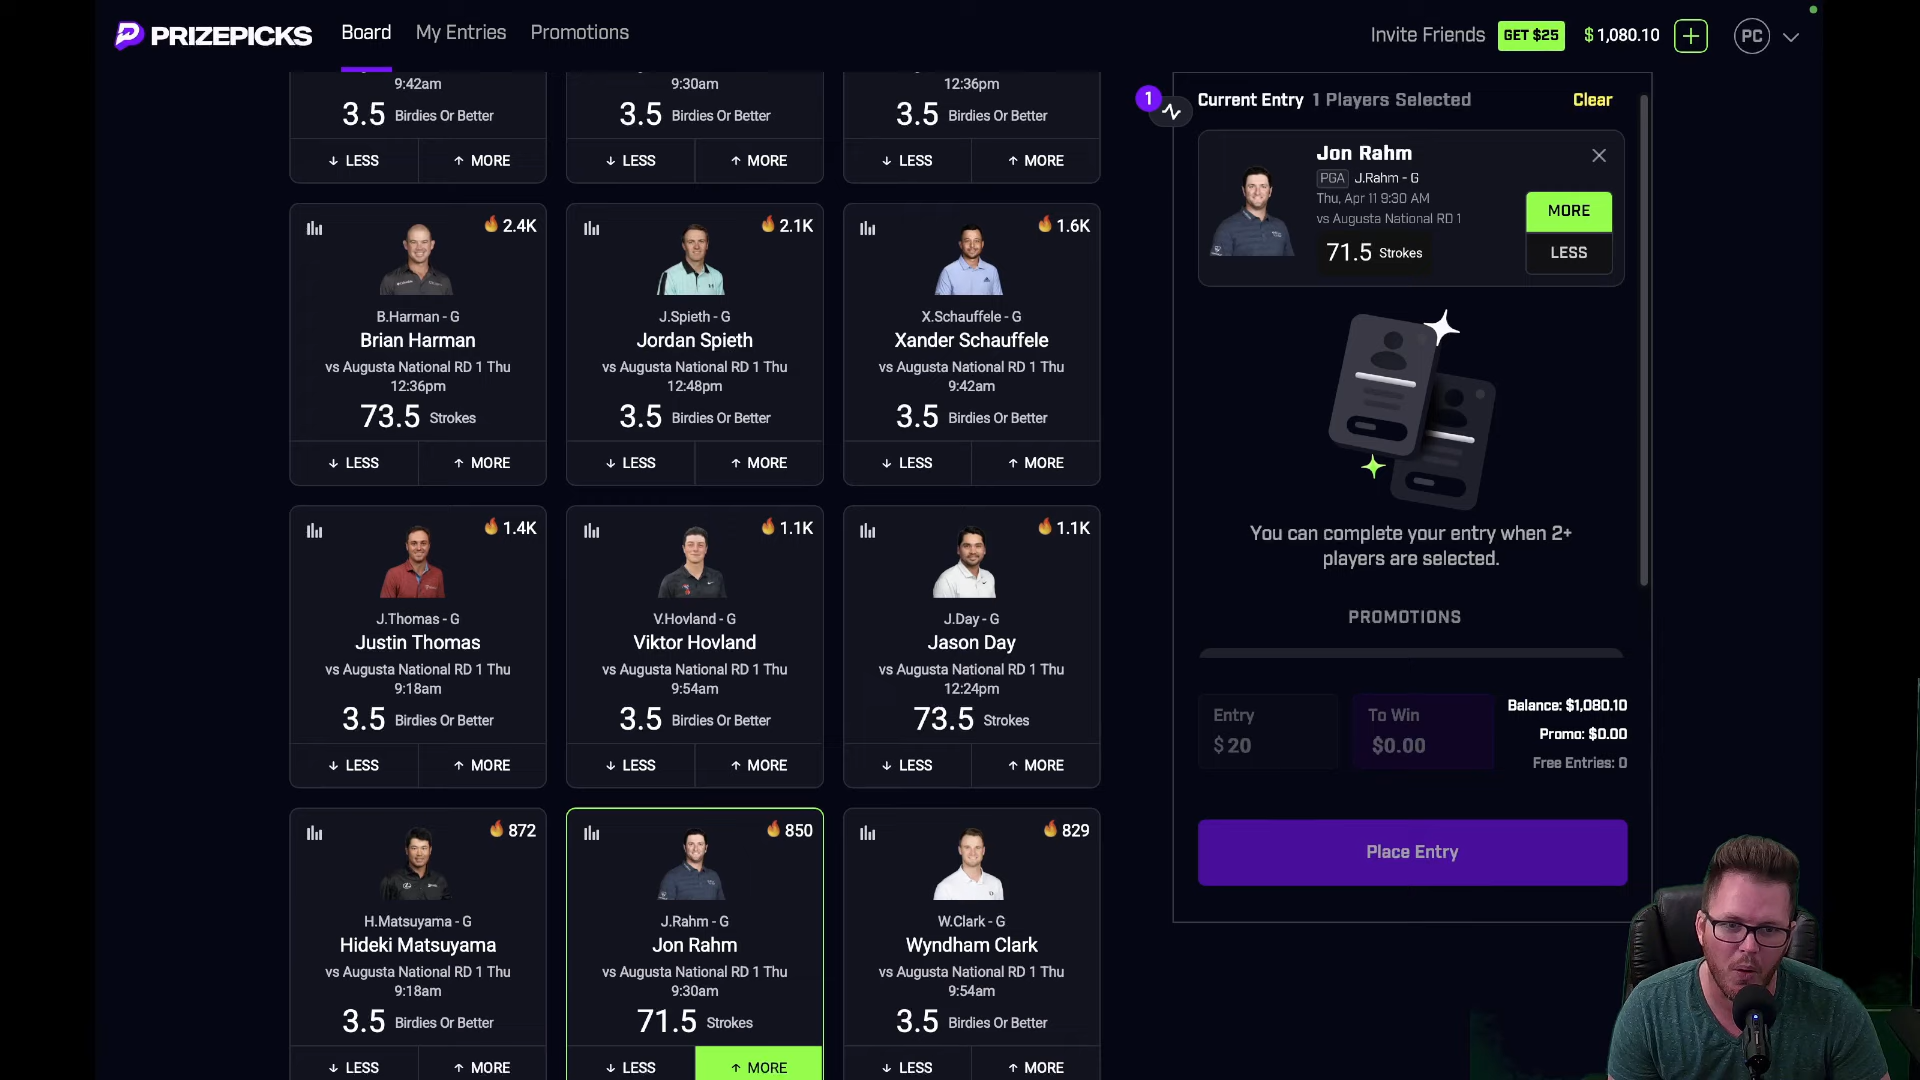 PRIZEPICKS
Board
My Entries
Promotions
Invite Friends
GET $25
$ 1,080.10
PC
9:42am
3.5 Birdies Or Better
LESS
MORE
9:30am
3.5 Birdies Or Better
LESS
MORE
12:36pm
3.5 Birdies Or Better
LESS
MORE
2.4K
B.Harman - G
Brian Harman
vs Augusta National RD 1 Thu
12:36pm
73.5 Strokes
LESS
MORE
2.1K
J.Spieth - G
Jordan Spieth
vs Augusta National RD 1 Thu
12:48pm
3.5 Birdies Or Better
LESS
MORE
1.6K
X.Schauffele - G
Xander Schauffele
vs Augusta National RD 1 Thu
9:42am
3.5 Birdies Or Better
LESS
MORE
1.4K
J.Thomas - G
Justin Thomas
vs Augusta National RD 1 Thu
9:18am
3.5 Birdies Or Better
LESS
MORE
1.1K
V.Hovland - G
Viktor Hovland
vs Augusta National RD 1 Thu
9:54am
3.5 Birdies Or Better
LESS
MORE
1.1K
J.Day - G
Jason Day
vs Augusta National RD 1 Thu
12:24pm
73.5 Strokes
LESS
MORE
872
H.Matsuyama - G
Hideki Matsuyama
vs Augusta National RD 1 Thu
9:18am
3.5 Birdies Or Better
LESS
MORE
850
J.Rahm - G
Jon Rahm
vs Augusta National RD 1 Thu
9:30am
71.5 Strokes
LESS
MORE
829
W.Clark - G
Wyndham Clark
vs Augusta National RD 1 Thu
9:54am
3.5 Birdies Or Better
LESS
MORE
1
Current Entry 1 Players Selected
Clear
Jon Rahm
PGA J.Rahm - G
Thu, Apr 11 9:30 AM
vs Augusta National RD 1
71.5 Strokes
MORE
LESS
You can complete your entry when 2+
players are selected.
PROMOTIONS
Entry
$ 20
To Win
$0.00
Balance: $1,080.10
Promo: $0.00
Free Entries: 0
Place Entry